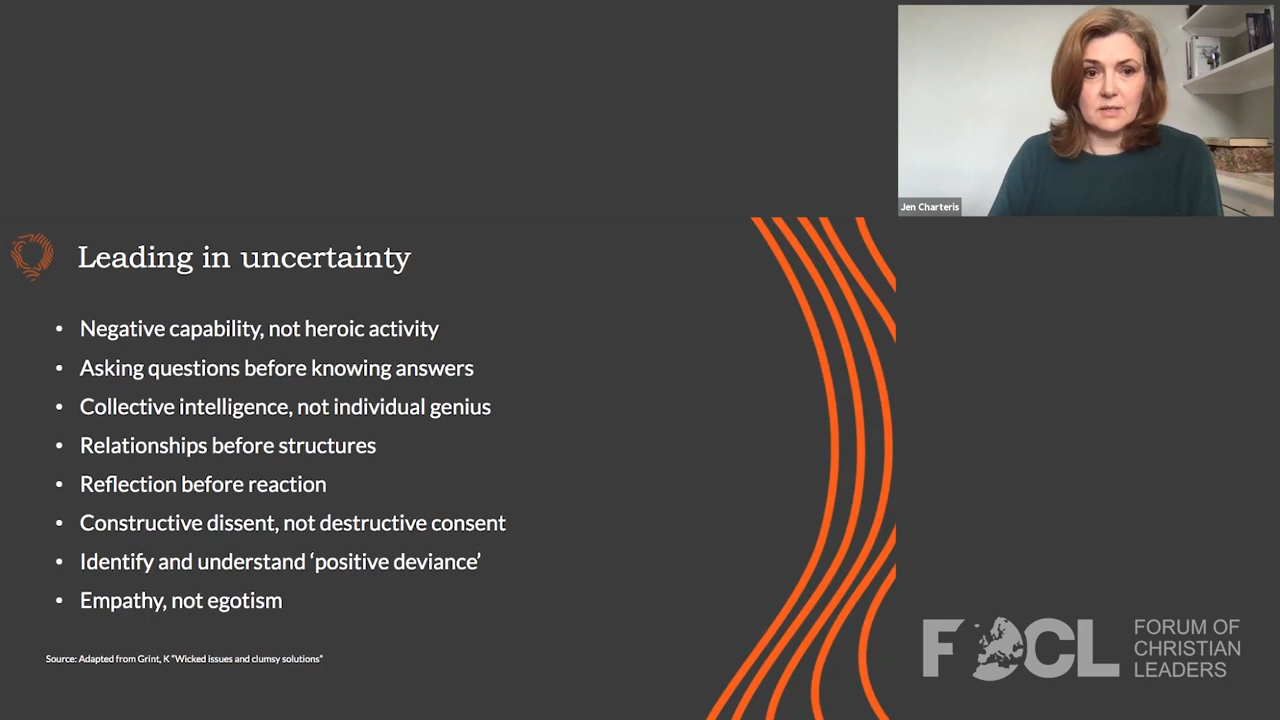 Jen Charteris
Leading in uncertainty
• Negative capability, not heroic activity
• Asking questions before knowing answers
• Collective intelligence, not individual genius
• Relationships before structures
• Reflection before reaction
• Constructive dissent, not destructive consent
• Identify and understand ‘positive deviance’
• Empathy, not egotism
Source: Adapted from Grint, K "Wicked issues and clumsy solutions"
FOCL
FORUM OF
CHRISTIAN
LEADERS